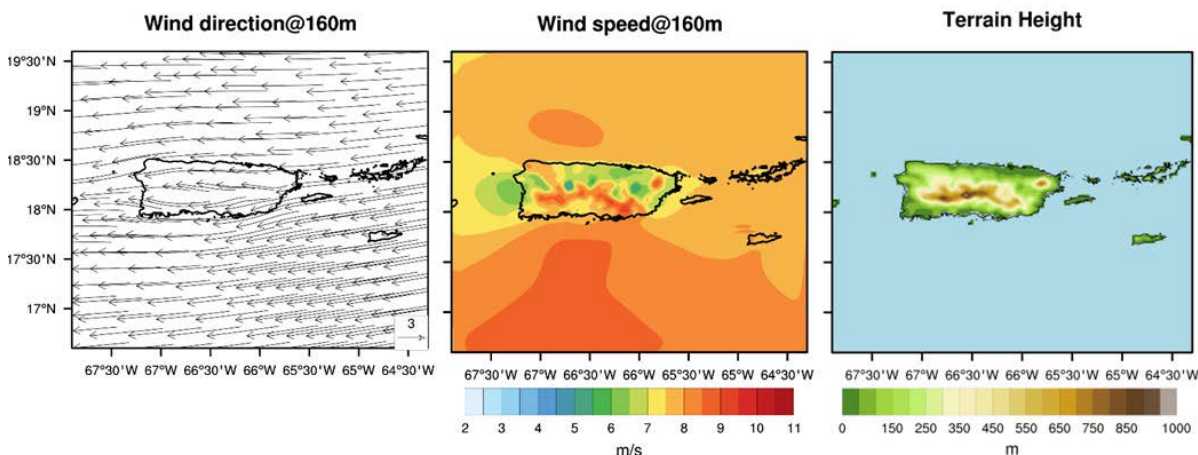 Wind direction@160m
Wind speed@160m
Terrain Height
19°30'N
19°N
18°30'N
18°N
17°30'N
17°N
3
67°30'W 67°W 66°30'W 66°W 65°30'W 65°W 64°30'W
67°30'W 67°W 66°30'W 66°W 65°30'W 65°W 64°30'W
67°30'W 67°W 66°30'W 66°W 65°30'W 65°W 64°30'W
2 3 4 5 6 7 8 9 10 11
m/s
0 150 250 350 450 550 650 750 850 1000
m